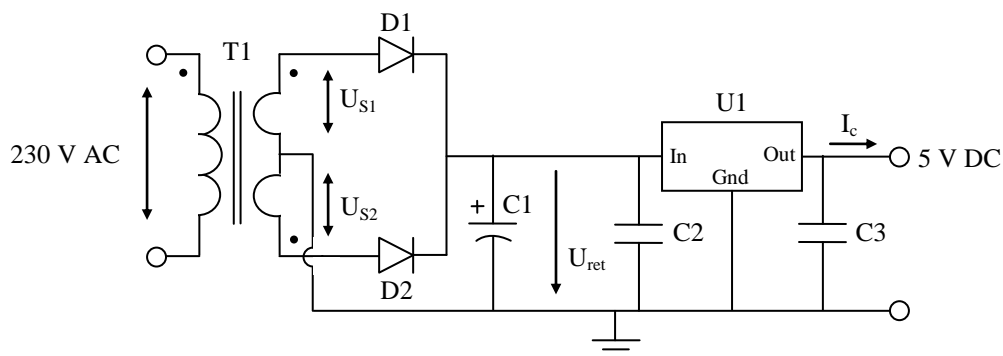 D1
T1
U1
U_S1
I_c
230 V AC
In
Out
5 V DC
Gnd
U_S2
+
C1
C2
C3
U_ret
D2